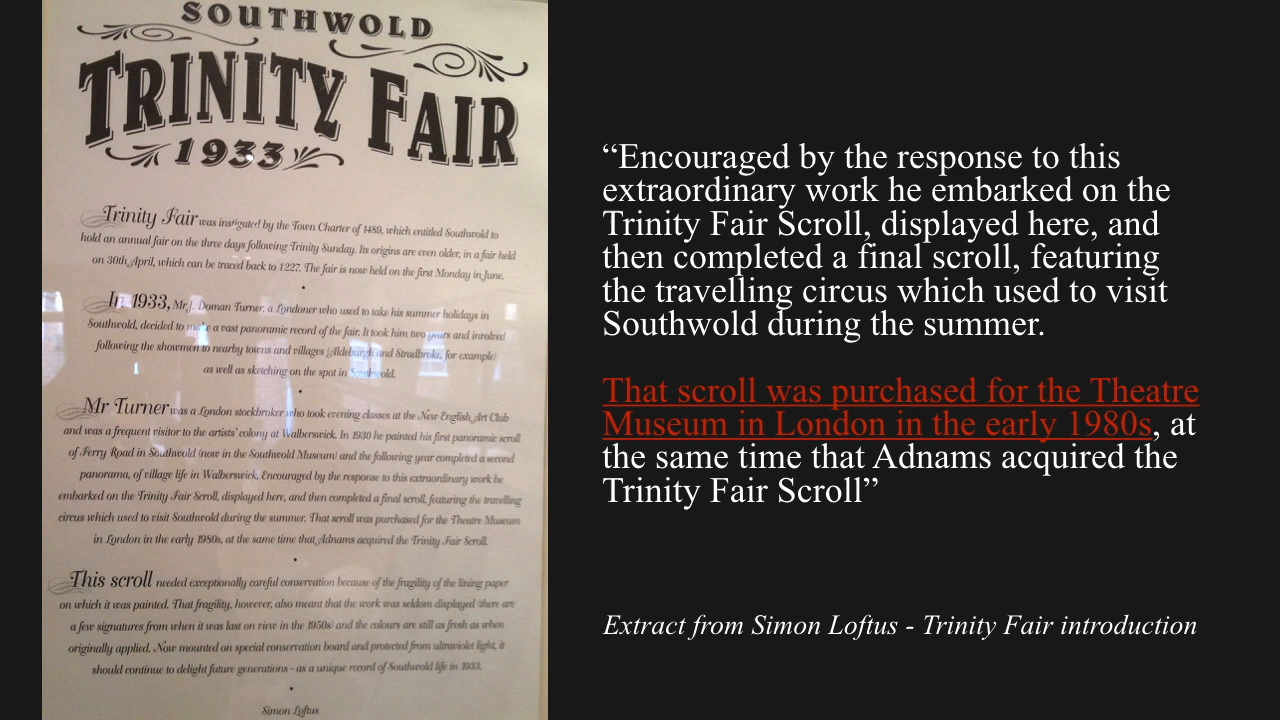 SOUTHWOLD
TRINITY FAIR
1933
Trinity Fair was instigated by the Town Charter of 1489, which entitled Southwold to
hold an annual fair on the three days following Trinity Sunday. Its origins are even older, in a fair held
on 30th April, which can be traced back to 1227. The fair is now held on the first Monday in June.
•
In 1933, Mr J. Doman Turner, a Londoner who used to take his summer holidays in
Southwold, decided to make a vast panoramic record of the fair. It took him two years and involved
following the showmen to nearby towns and villages (Aldeburgh and Stradbroke, for example)
as well as sketching on the spot in Southwold.
•
Mr Turner was a London stockbroker who took evening classes at the New English Art Club
and was a frequent visitor to the artists' colony at Walberswick. In 1930 he painted his first panoramic scroll
of Ferry Road in Southwold (now in the Southwold Museum) and the following year completed a second
panorama, of village life in Walberswick. Encouraged by the response to this extraordinary work he
embarked on the Trinity Fair Scroll, displayed here, and then completed a final scroll, featuring the travelling
circus which used to visit Southwold during the summer. That scroll was purchased for the Theatre Museum
in London in the early 1980s, at the same time that Adnams acquired the Trinity Fair Scroll.
•
This scroll needed exceptionally careful conservation because of the fragility of the lining paper
on which it was painted. That fragility, however, also meant that the work was seldom displayed (there are
a few signatures from when it was last on view in the 1950s) and the colours are still as fresh as when
originally applied. Now mounted on special conservation board and protected from ultraviolet light, it
should continue to delight future generations - as a unique record of Southwold life in 1933.
•
Simon Loftus
“Encouraged by the response to this
extraordinary work he embarked on the
Trinity Fair Scroll, displayed here, and
then completed a final scroll, featuring
the travelling circus which used to visit
Southwold during the summer.
That scroll was purchased for the Theatre
Museum in London in the early 1980s, at
the same time that Adnams acquired the
Trinity Fair Scroll”
Extract from Simon Loftus - Trinity Fair introduction